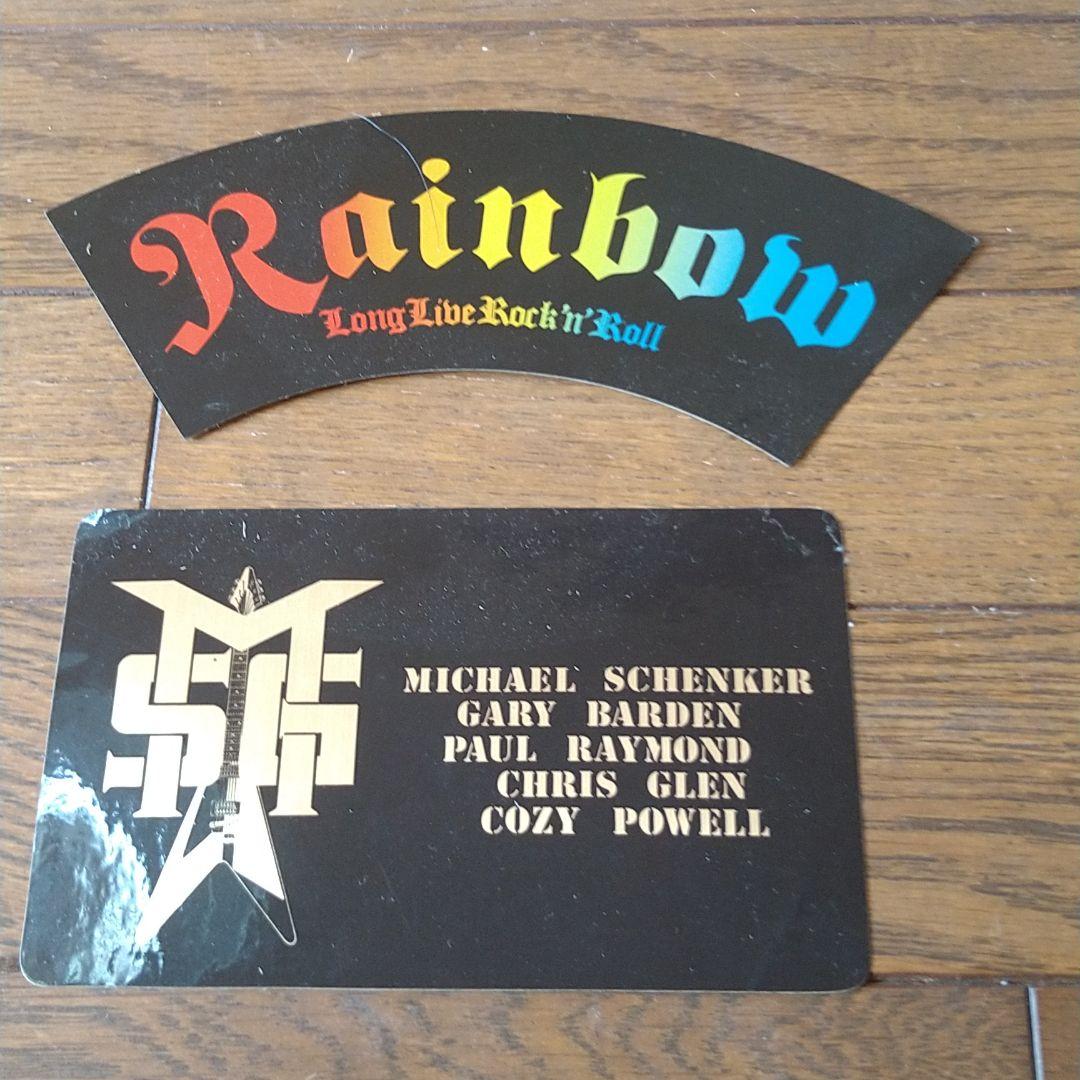 Rainbow
Long Live Rock'n'Roll
MSG
MICHAEL SCHENKER
GARY BARDEN
PAUL RAYMOND
CHRIS GLEN
COZY POWELL